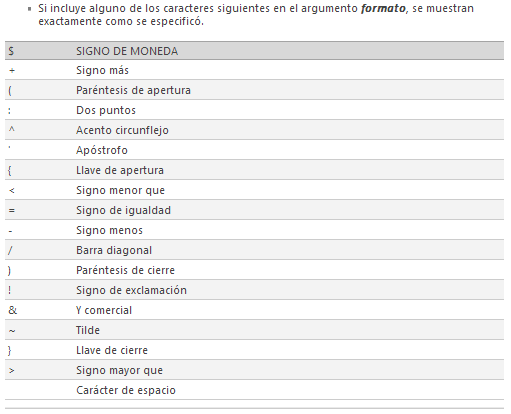 ▪ Si incluye alguno de los caracteres siguientes en el argumento formato, se muestran
exactamente como se especificó.
$ SIGNO DE MONEDA
+ Signo más
( Paréntesis de apertura
: Dos puntos
^ Acento circunflejo
' Apóstrofo
{ Llave de apertura
< Signo menor que
= Signo de igualdad
- Signo menos
/ Barra diagonal
) Paréntesis de cierre
! Signo de exclamación
& Y comercial
~ Tilde
} Llave de cierre
> Signo mayor que
Carácter de espacio